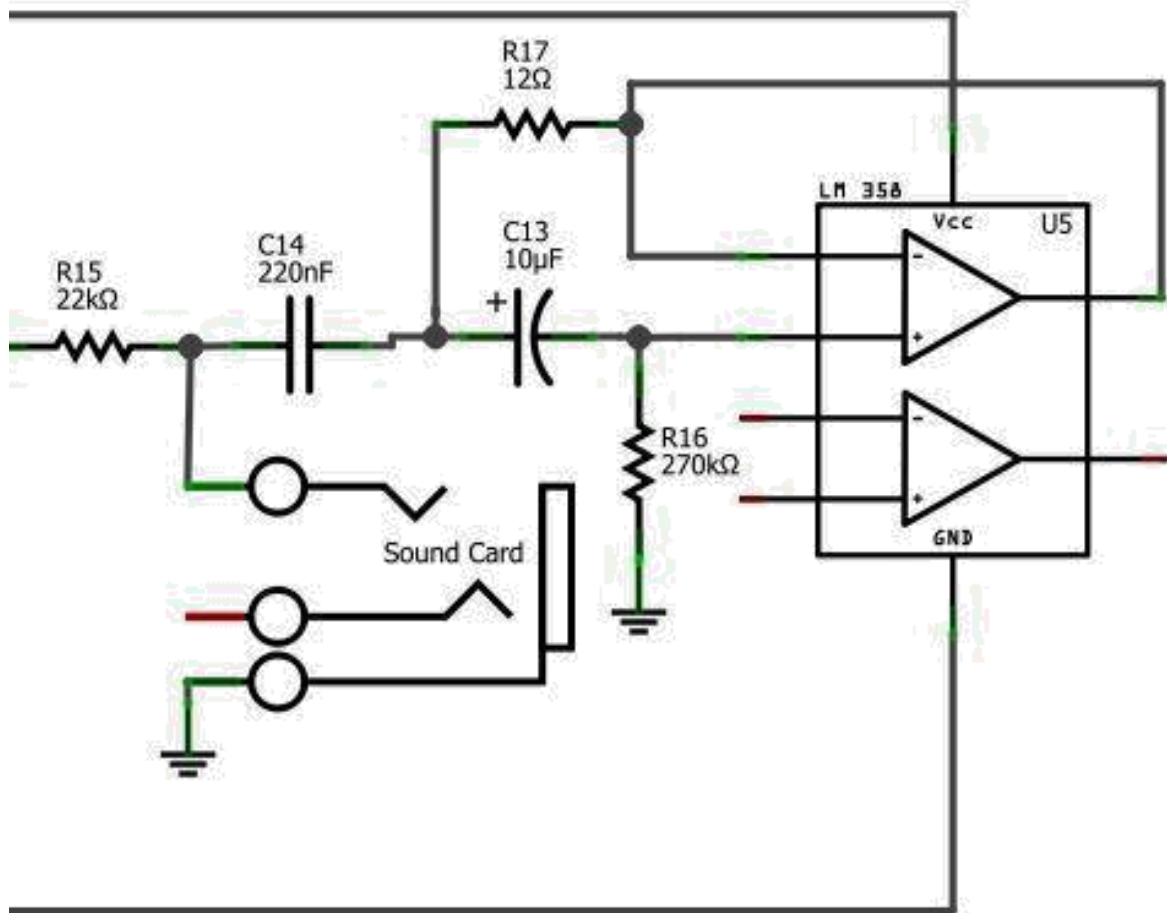 R17
12Ω
LM 358
Vcc
U5
C13
10µF
C14
220nF
R15
22kΩ
+
-
+
R16
270kΩ
-
+
GND
Sound Card